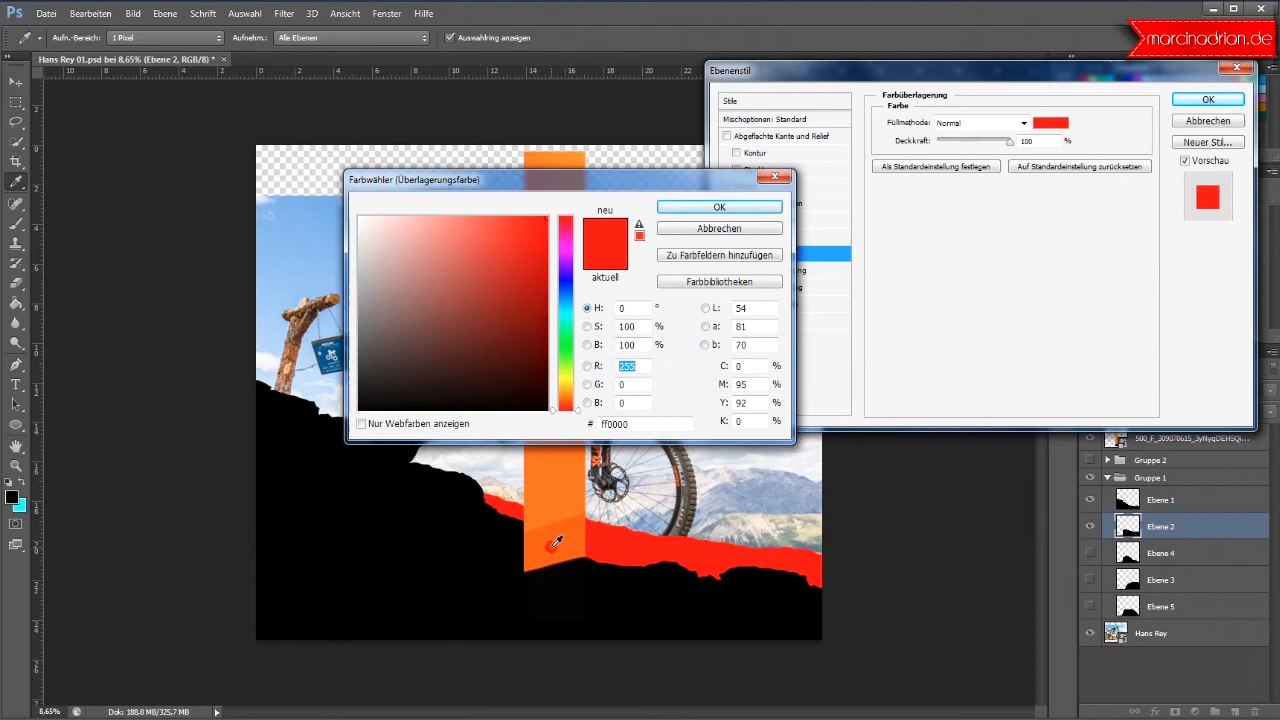 Ps Datei Bearbeiten Bild Ebene Schrift Auswahl Filter 3D Ansicht Fenster Hilfe
Aufn.-Bereich: 1 Pixel Aufnehm.: Alle Ebenen Auswahlring anzeigen
marcinadrian.de
Hans Rey 01.psd bei 8,65% (Ebene 2, RGB/8) *
Ebenenstil
Stile
Mischoptionen: Standard
Abgeflachte Kante und Relief
Kontur
Farbüberlagerung
Farbe
Füllmethode: Normal
Deckkraft: 100 %
Als Standardeinstellung festlegen Auf Standardeinstellung zurücksetzen
OK
Abbrechen
Neuer Stil...
Vorschau
Farbwähler (Überlagerungsfarbe)
neu
aktuell
OK
Abbrechen
Zu Farbfeldern hinzufügen
Farbbibliotheken
H: 0 ° L: 54
S: 100 % a: 81
B: 100 % b: 70
R: 255 C: 0 %
G: 0 M: 95 %
B: 0 Y: 92 %
# ff0000 K: 0 %
Nur Webfarben anzeigen
Gruppe 2
Gruppe 1
Ebene 1
Ebene 2
Ebene 4
Ebene 3
Ebene 5
Hans Rey
8,65% Dok: 188,8 MB/325,7 MB